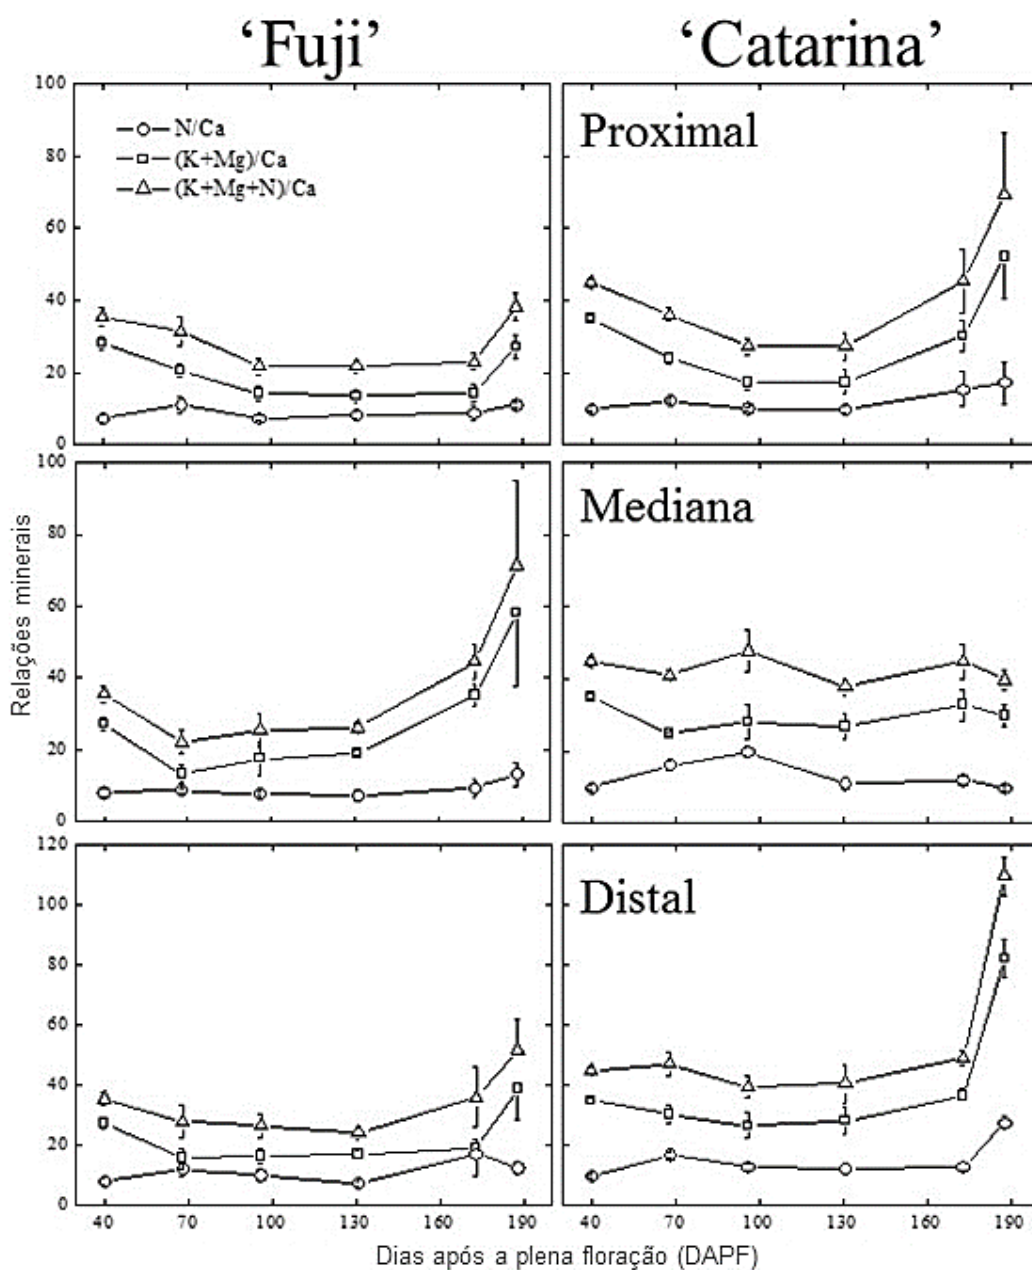 ‘Fuji’ ‘Catarina’
100
80
60
40
20
0
N/Ca
(K+Mg)/Ca
(K+Mg+N)/Ca
Proximal
Relações minerais
100
80
60
40
20
0
Mediana
120
100
80
60
40
20
0
Distal
40 70 100 130 160 190 40 70 100 130 160 190
Dias após a plena floração (DAPF)